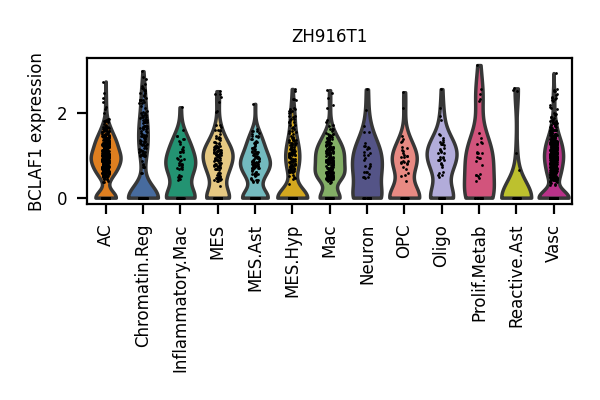 ZH916T1
BCLAF1 expression
2
0
AC
Chromatin.Reg
Inflammatory.Mac
MES
MES.Ast
MES.Hyp
Mac
Neuron
OPC
Oligo
Prolif.Metab
Reactive.Ast
Vasc